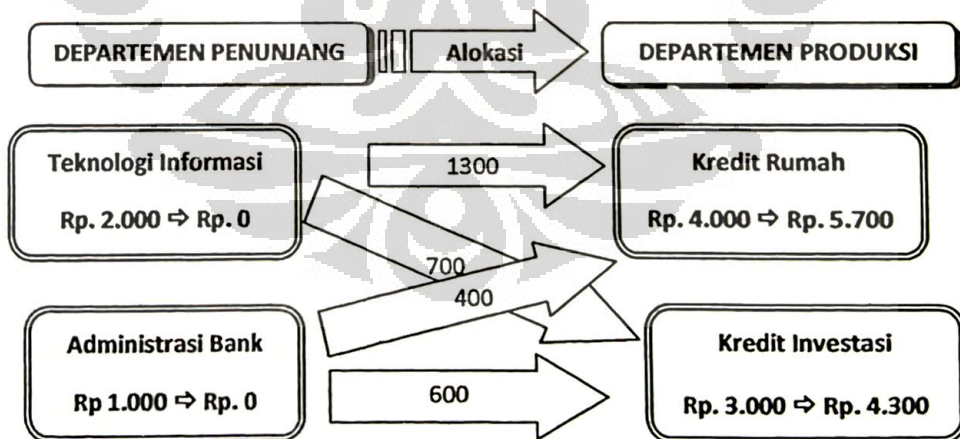 DEPARTEMEN PENUNJANG
Alokasi
DEPARTEMEN PRODUKSI
Teknologi Informasi
Rp. 2.000 ⇨ Rp. 0
1300
Kredit Rumah
Rp. 4.000 ⇨ Rp. 5.700
700
400
Administrasi Bank
Rp 1.000 ⇨ Rp. 0
600
Kredit Investasi
Rp. 3.000 ⇨ Rp. 4.300